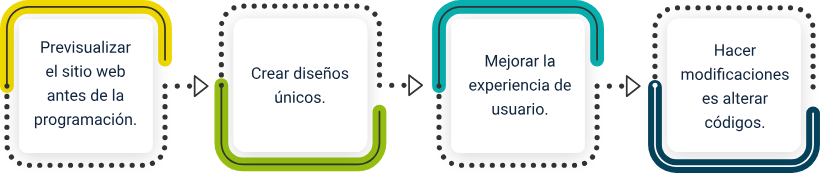 Previsualizar
el sitio web
antes de la
programación.
Crear diseños
únicos.
Mejorar la
experiencia de
usuario.
Hacer
modificaciones
es alterar
códigos.